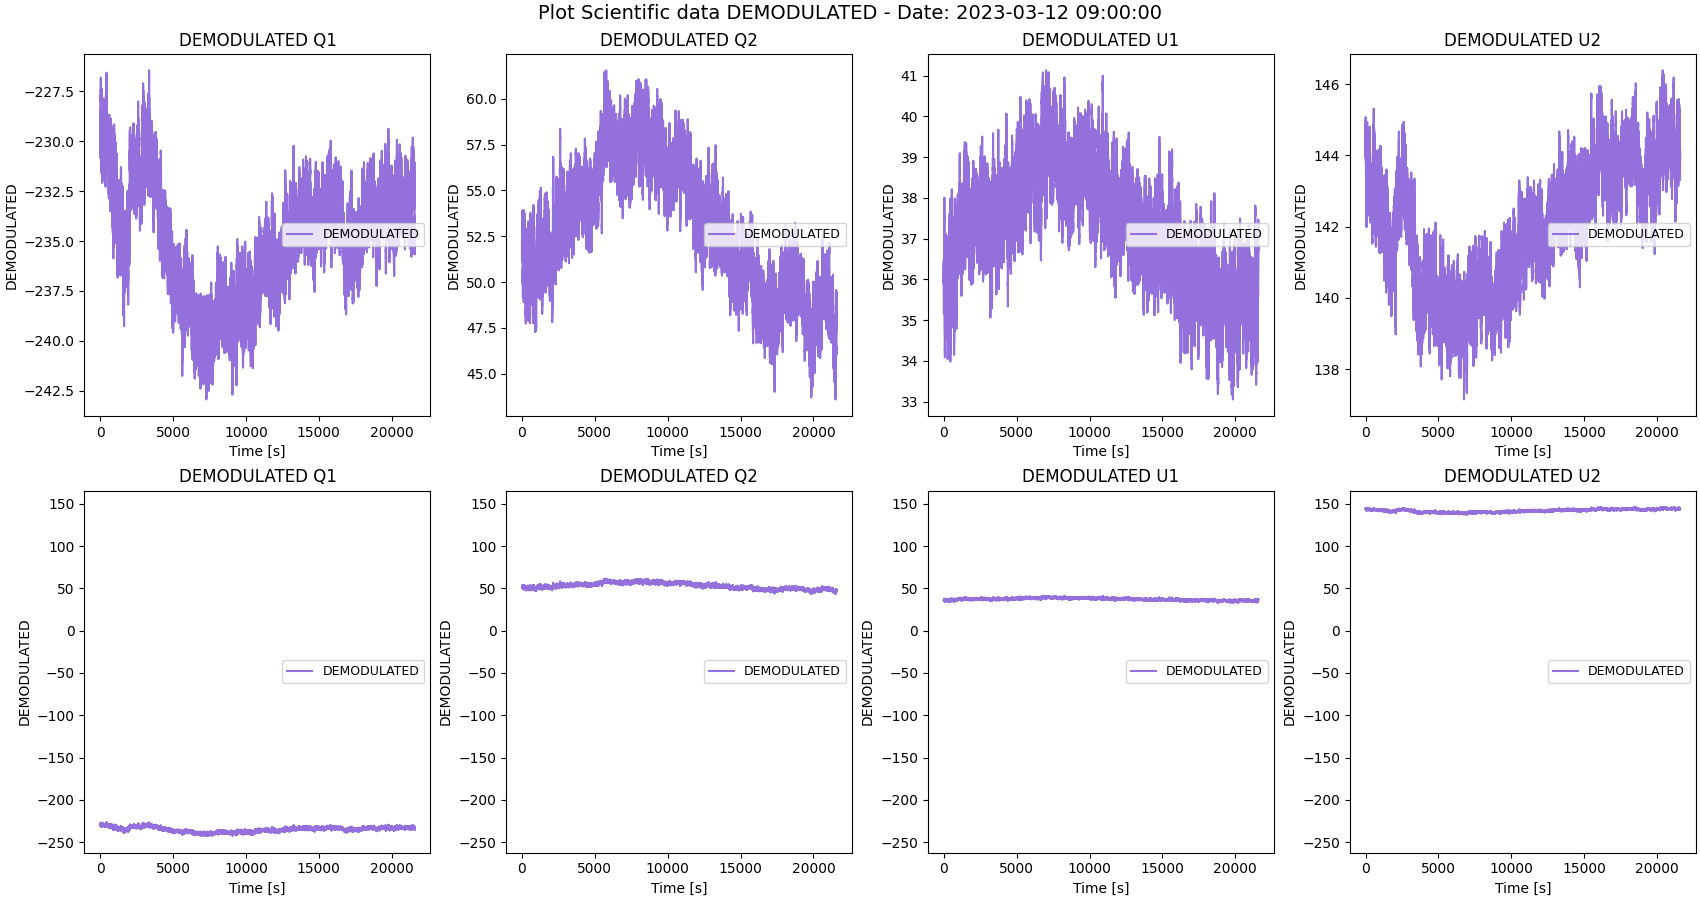 Plot Scientific data DEMODULATED - Date: 2023-03-12 09:00:00
DEMODULATED Q1
DEMODULATED
−227.5
−230.0
−232.5
−235.0
−237.5
−240.0
−242.5
DEMODULATED
0 5000 10000 15000 20000
Time [s]
DEMODULATED Q2
DEMODULATED
60.0
57.5
55.0
52.5
50.0
47.5
45.0
DEMODULATED
0 5000 10000 15000 20000
Time [s]
DEMODULATED U1
DEMODULATED
41
40
39
38
37
36
35
34
33
DEMODULATED
0 5000 10000 15000 20000
Time [s]
DEMODULATED U2
DEMODULATED
146
144
142
140
138
DEMODULATED
0 5000 10000 15000 20000
Time [s]
DEMODULATED Q1
DEMODULATED
150
100
50
0
−50
−100
−150
−200
−250
DEMODULATED
0 5000 10000 15000 20000
Time [s]
DEMODULATED Q2
DEMODULATED
150
100
50
0
−50
−100
−150
−200
−250
DEMODULATED
0 5000 10000 15000 20000
Time [s]
DEMODULATED U1
DEMODULATED
150
100
50
0
−50
−100
−150
−200
−250
DEMODULATED
0 5000 10000 15000 20000
Time [s]
DEMODULATED U2
DEMODULATED
150
100
50
0
−50
−100
−150
−200
−250
DEMODULATED
0 5000 10000 15000 20000
Time [s]